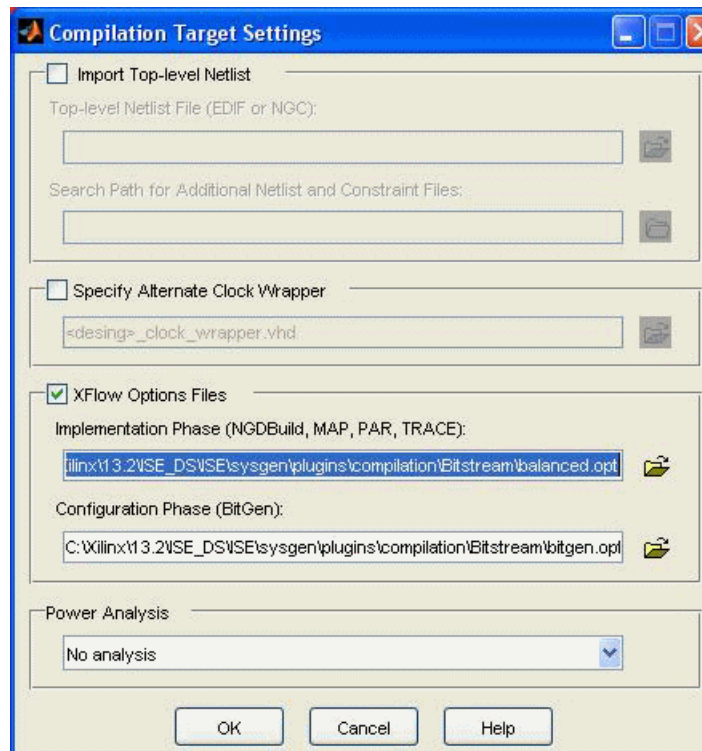 Compilation Target Settings
Import Top-level Netlist
Top-level Netlist File (EDIF or NGC):
Search Path for Additional Netlist and Constraint Files:
Specify Alternate Clock Wrapper
<desing>_clock_wrapper.vhd
XFlow Options Files
Implementation Phase (NGDBuild, MAP, PAR, TRACE):
ilinx\13.2\ISE_DS\ISE\sysgen\plugins\compilation\Bitstream\balanced.opt
Configuration Phase (BitGen):
C:\Xilinx\13.2\ISE_DS\ISE\sysgen\plugins\compilation\Bitstream\bitgen.opt
Power Analysis
No analysis
OK Cancel Help